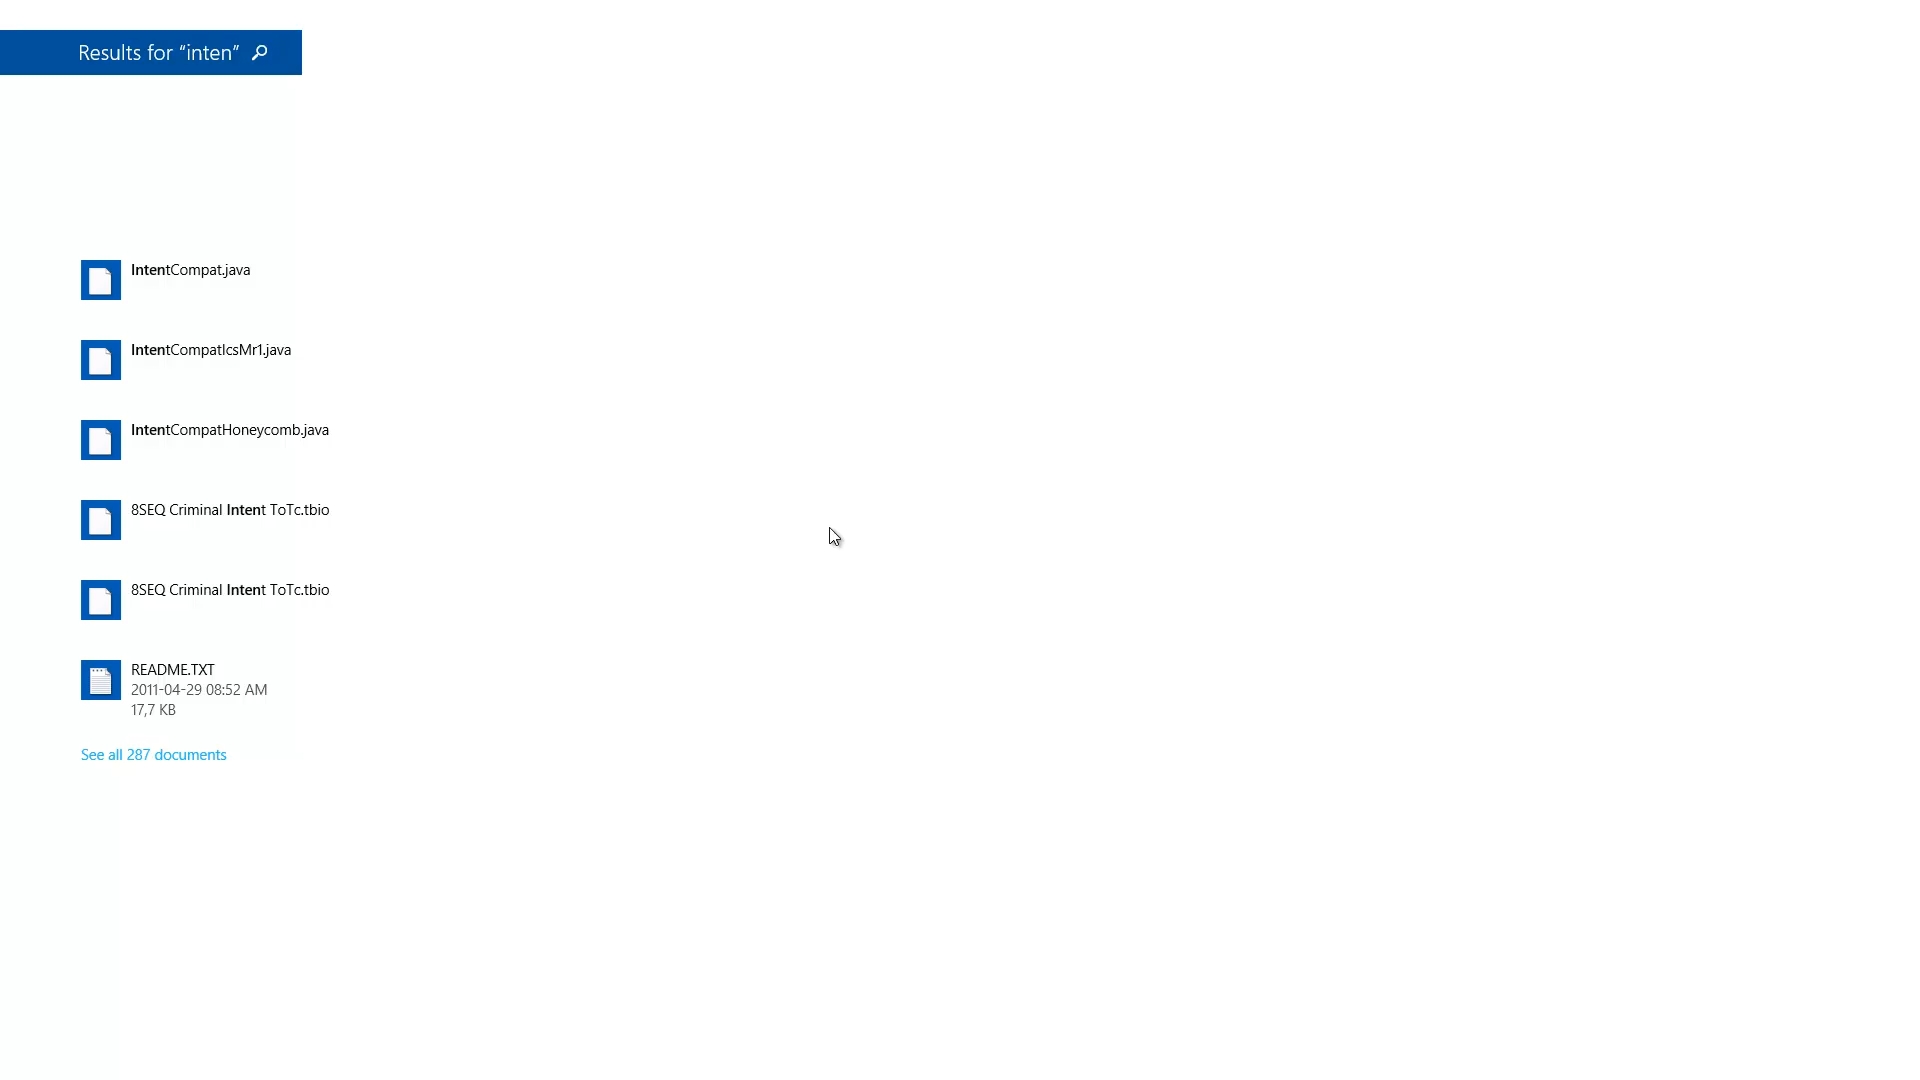 Results for “inten”
IntentCompat.java
IntentCompatIcsMr1.java
IntentCompatHoneycomb.java
8SEQ Criminal Intent ToTc.tbio
8SEQ Criminal Intent ToTc.tbio
README.TXT
2011-04-29 08:52 AM
17,7 KB
See all 287 documents